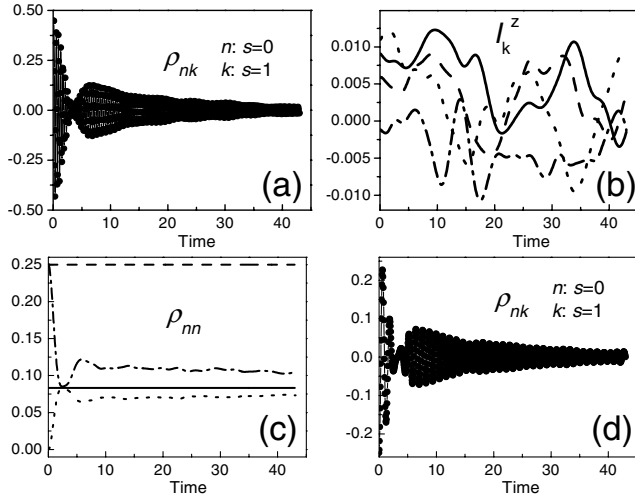 0.50
0.25
0.00
-0.25
-0.50
ρnk
n: s=0
k: s=1
(a)
0 10 20 30 40
Time
0.010
0.005
0.000
-0.005
-0.010
I_k^z
(b)
0 10 20 30 40
Time
0.25
0.20
0.15
0.10
0.05
0.00
ρnn
(c)
0 10 20 30 40
Time
0.2
0.1
0.0
-0.1
-0.2
ρnk
n: s=0
k: s=1
(d)
0 10 20 30 40
Time